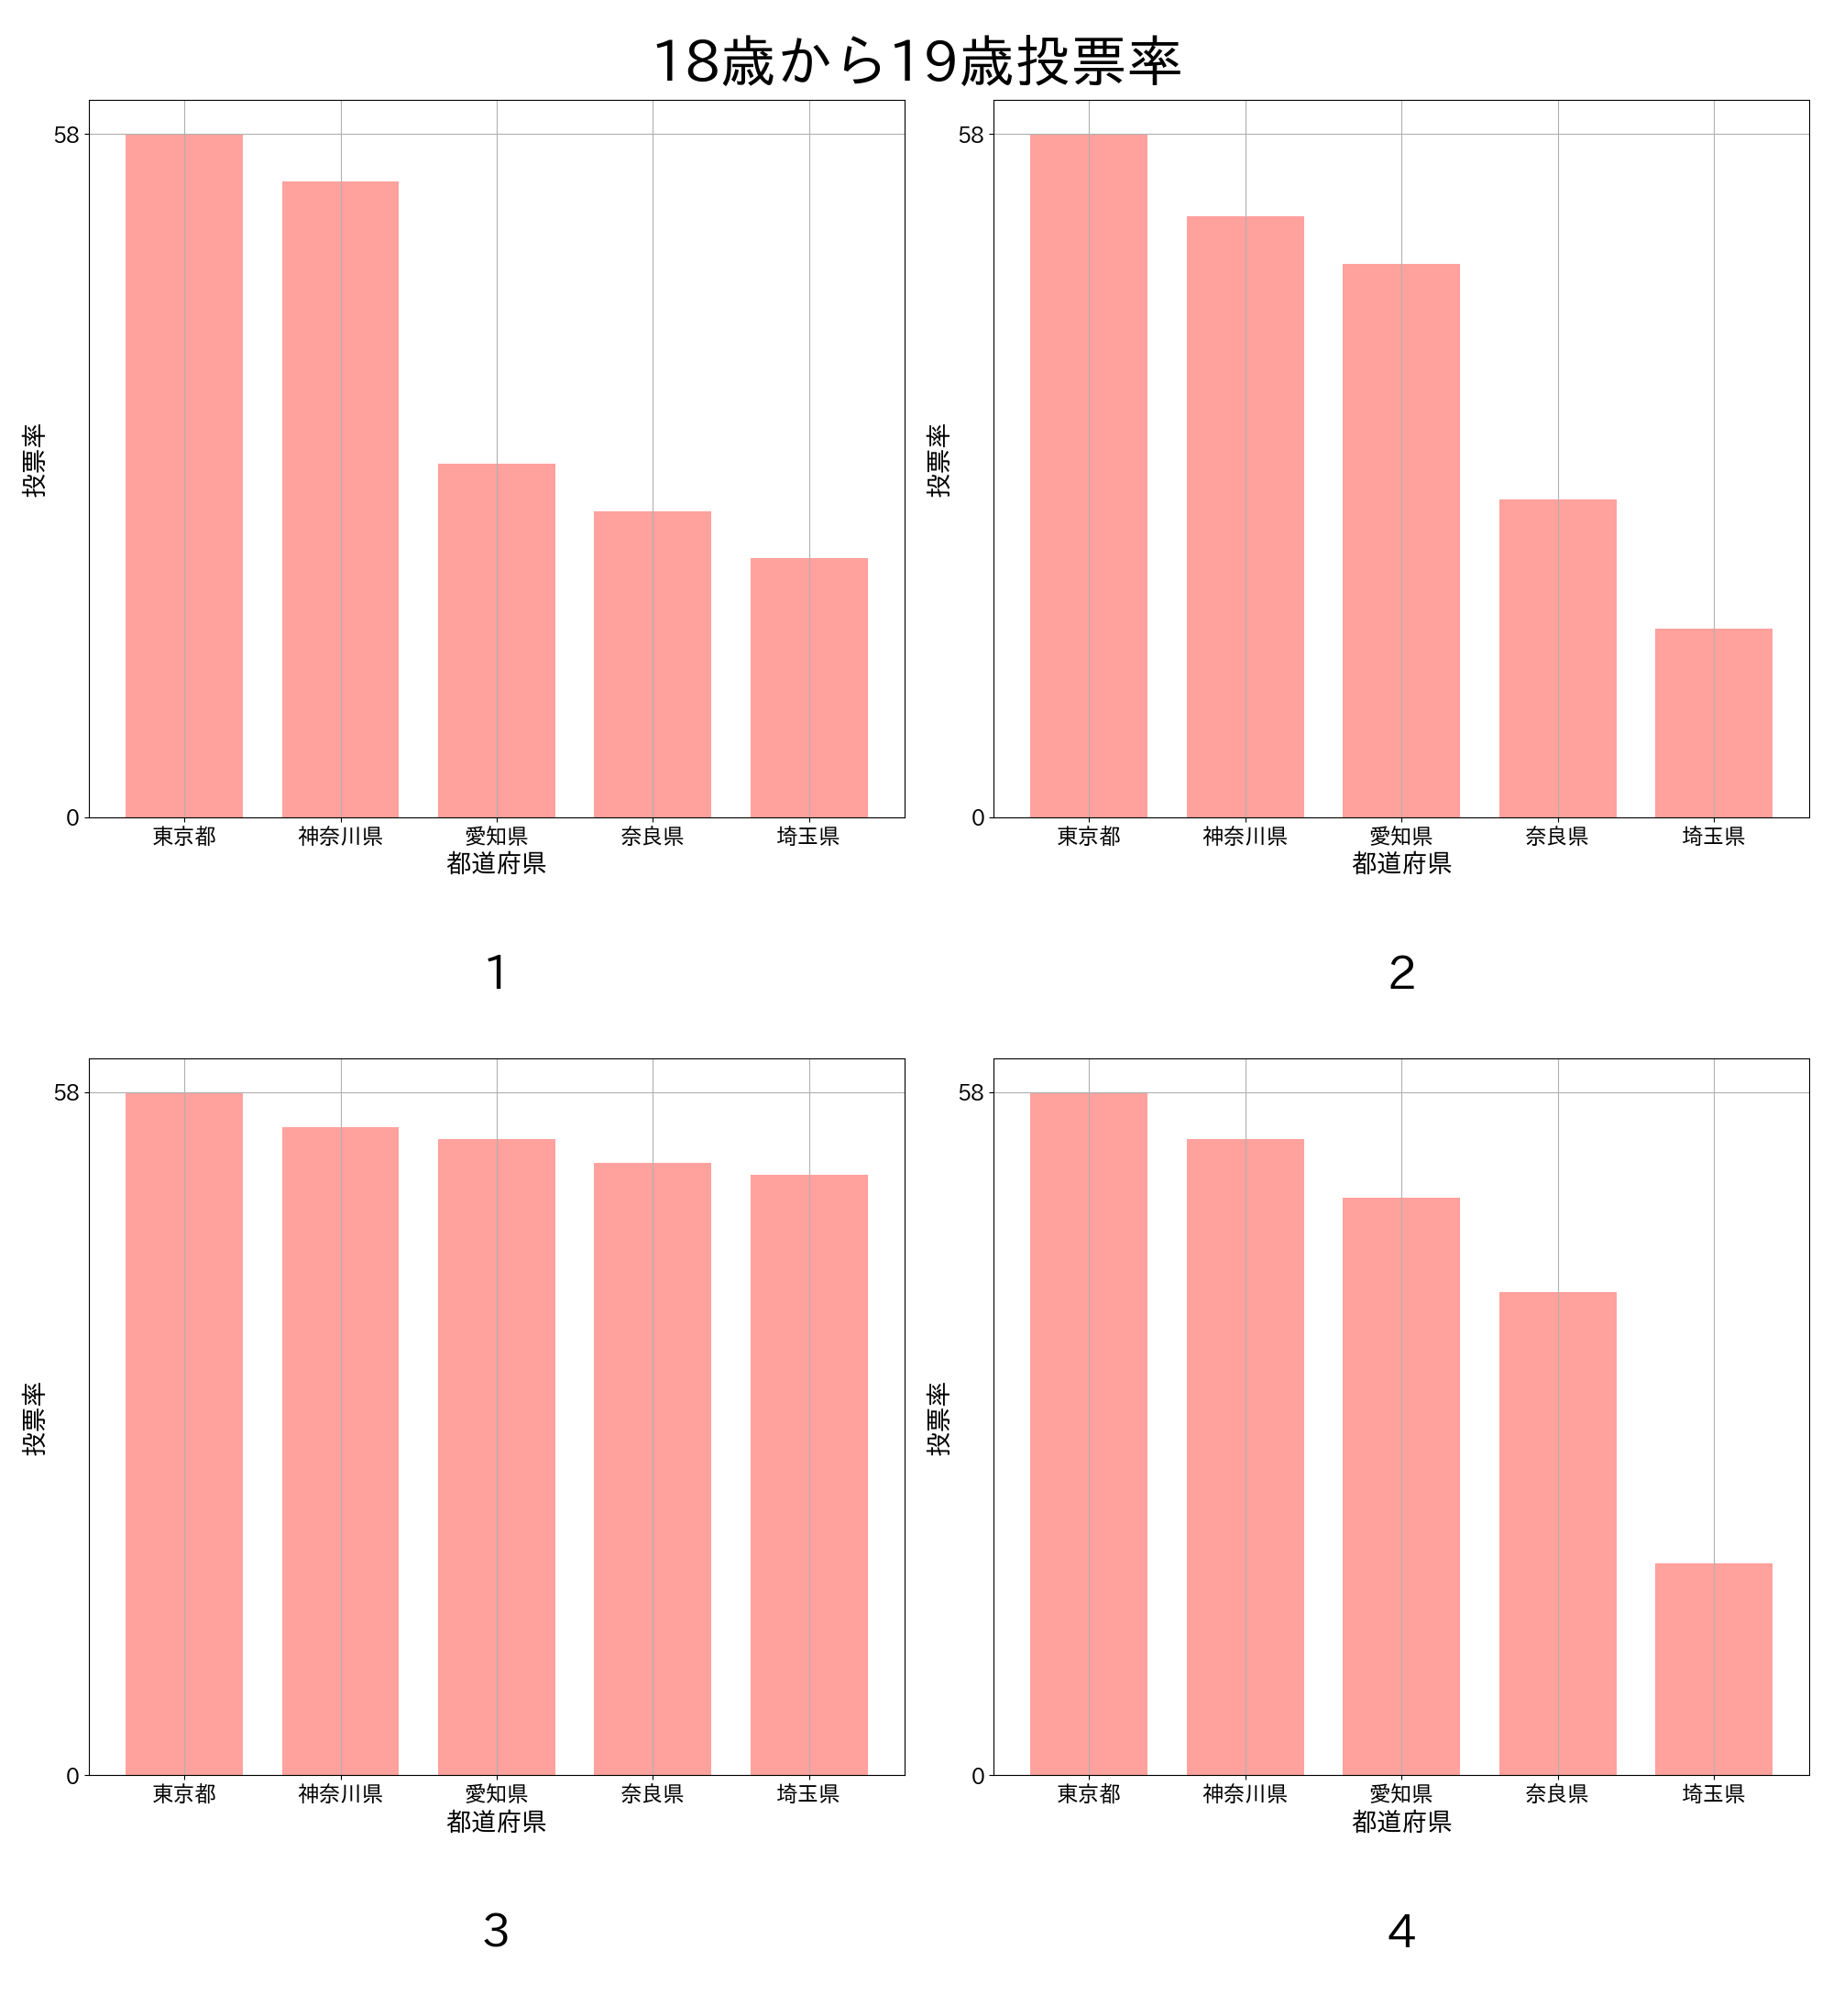 18歳から19歳投票率
58
0
投票率
東京都 神奈川県 愛知県 奈良県 埼玉県
都道府県
1
58
0
投票率
東京都 神奈川県 愛知県 奈良県 埼玉県
都道府県
2
58
0
投票率
東京都 神奈川県 愛知県 奈良県 埼玉県
都道府県
3
58
0
投票率
東京都 神奈川県 愛知県 奈良県 埼玉県
都道府県
4